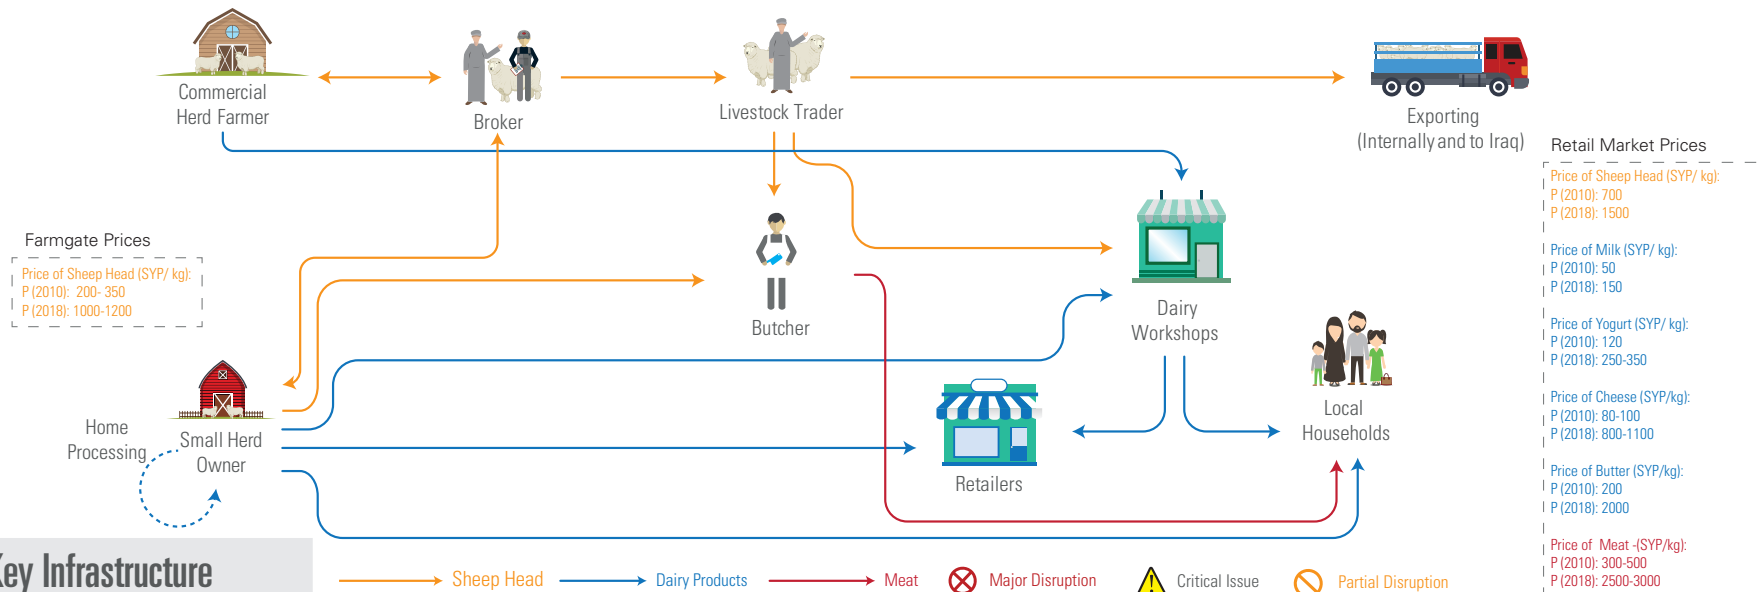 Commercial
Herd Farmer
Broker
Livestock Trader
Exporting
(Internally and to Iraq)
Retail Market Prices
Price of Sheep Head (SYP/ kg):
P (2010): 700
P (2018): 1500
Price of Milk (SYP/ kg):
P (2010): 50
P (2018): 150
Price of Yogurt (SYP/ kg):
P (2010): 120
P (2018): 250-350
Price of Cheese (SYP/kg):
P (2010): 80-100
P (2018): 800-1100
Price of Butter (SYP/kg):
P (2010): 200
P (2018): 2000
Price of Meat -(SYP/kg):
P (2010): 300-500
P (2018): 2500-3000
Farmgate Prices
Price of Sheep Head (SYP/ kg):
P (2010): 200- 350
P (2018): 1000-1200
Butcher
Dairy
Workshops
Local
Households
Home
Processing
Small Herd
Owner
Retailers
Key Infrastructure
Sheep Head
Dairy Products
Meat
Major Disruption
Critical Issue
Partial Disruption